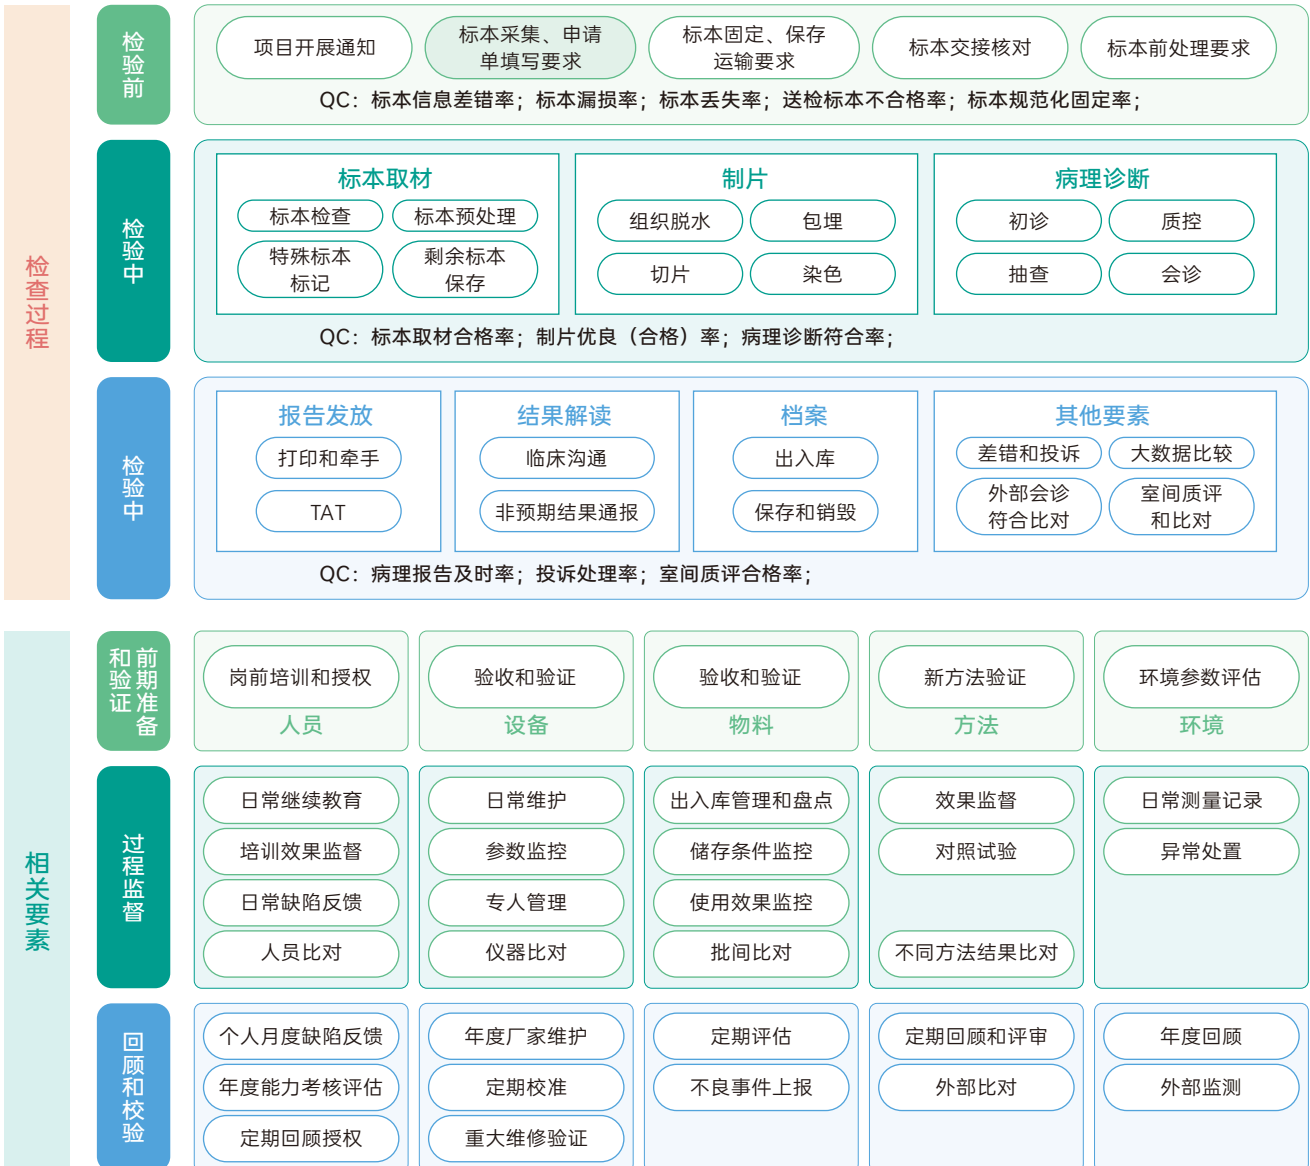 检查过程
检验前
项目开展通知
标本采集、申请
单填写要求
标本固定、保存
运输要求
标本交接核对
标本前处理要求
QC：标本信息差错率；标本漏损率；标本丢失率；送检标本不合格率；标本规范化固定率；
检验中
标本取材
标本检查
标本预处理
特殊标本
标记
剩余标本
保存
制片
组织脱水
包埋
切片
染色
病理诊断
初诊
质控
抽查
会诊
QC：标本取材合格率；制片优良（合格）率；病理诊断符合率；
检验中
报告发放
打印和牵手
TAT
结果解读
临床沟通
非预期结果通报
档案
出入库
保存和销毁
其他要素
差错和投诉
大数据比较
外部会诊
符合比对
室间质评
和比对
QC：病理报告及时率；投诉处理率；室间质评合格率；
相关要素
前期准备
和验证
岗前培训和授权
人员
验收和验证
设备
验收和验证
物料
新方法验证
方法
环境参数评估
环境
过程监督
日常继续教育
培训效果监督
日常缺陷反馈
人员比对
日常维护
参数监控
专人管理
仪器比对
出入库管理和盘点
储存条件监控
使用效果监控
批间比对
效果监督
对照试验
不同方法结果比对
日常测量记录
异常处置
回顾和校验
个人月度缺陷反馈
年度能力考核评估
定期回顾授权
年度厂家维护
定期校准
重大维修验证
定期评估
不良事件上报
定期回顾和评审
外部比对
年度回顾
外部监测